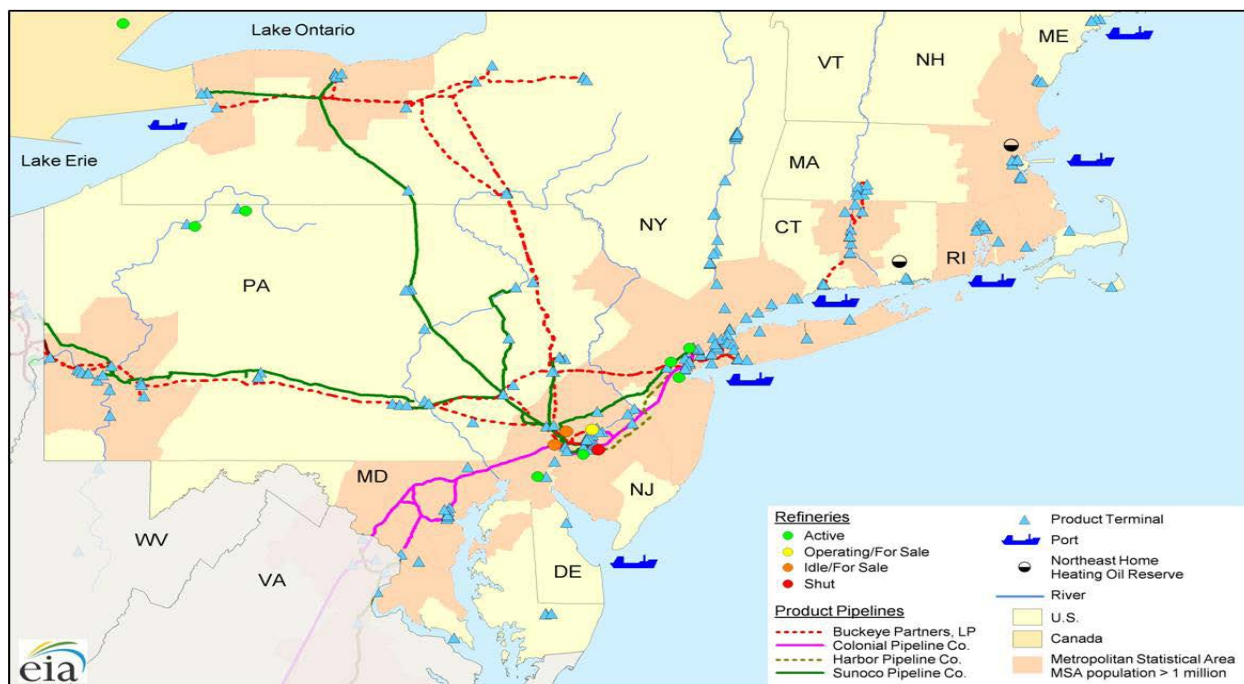 Lake Ontario
ME
VT
NH
Lake Erie
MA
NY
CT
RI
PA
MD
NJ
WV
VA
DE
Refineries
Active
Operating/For Sale
Idle/For Sale
Shut
Product Pipelines
Buckeye Partners, LP
Colonial Pipeline Co.
Harbor Pipeline Co.
Sunoco Pipeline Co.
Product Terminal
Port
Northeast Home
Heating Oil Reserve
River
U.S.
Canada
Metropolitan Statistical Area
MSA population > 1 million
eia